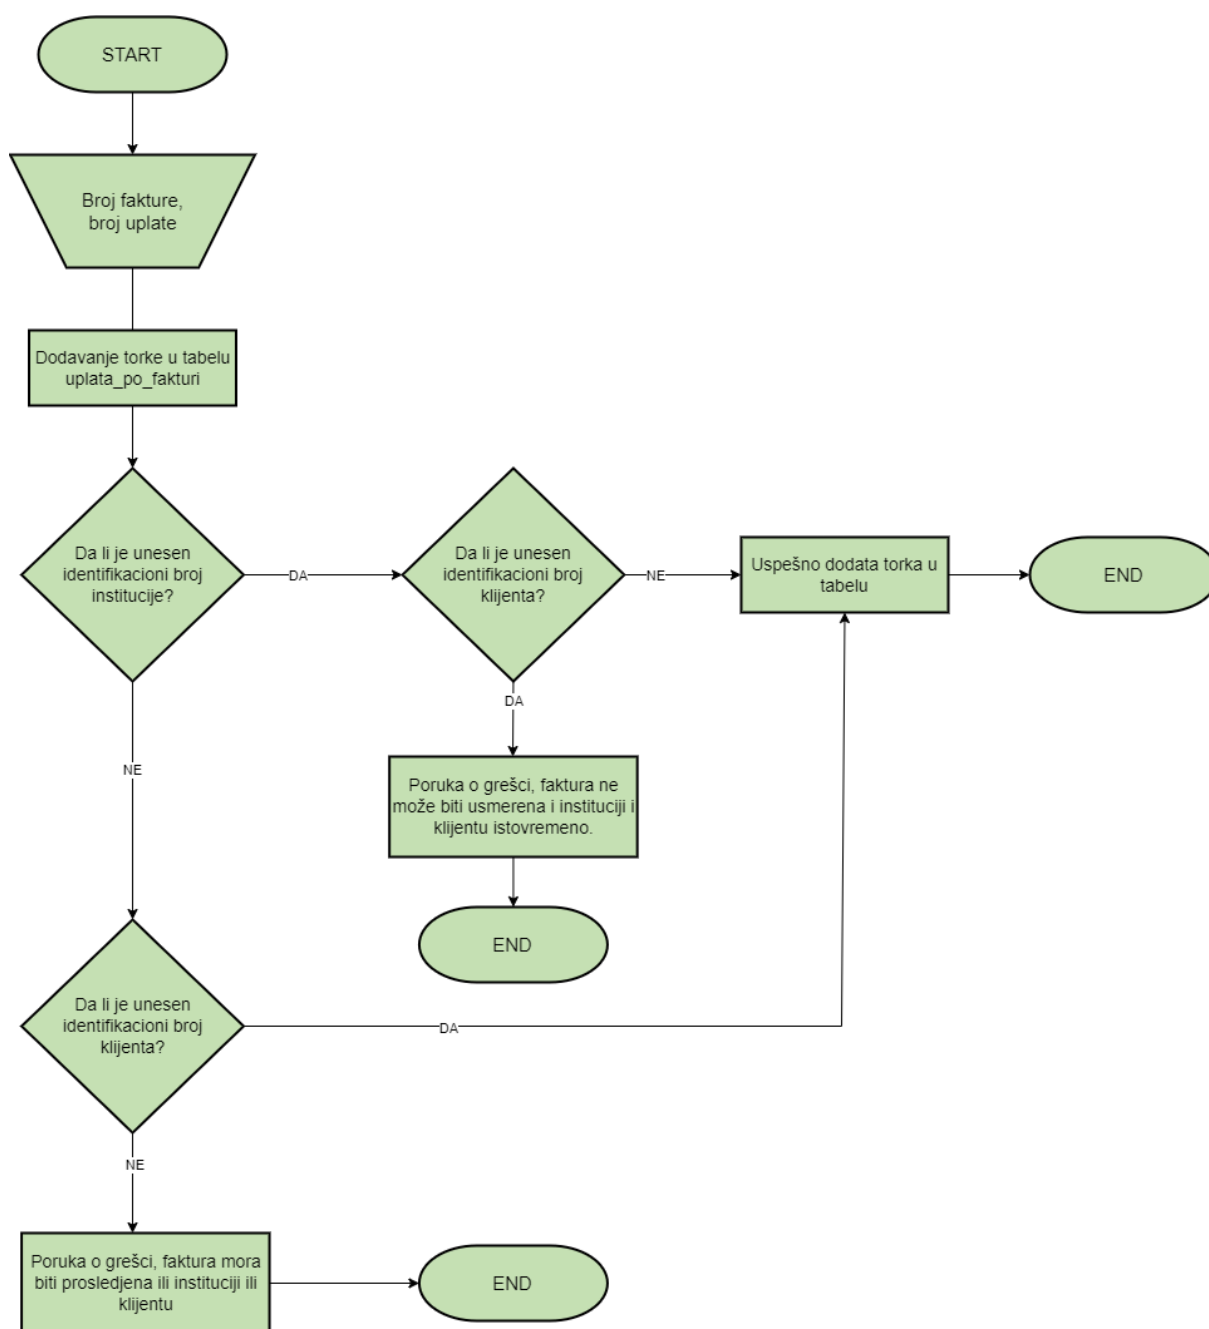 START
Broj fakture,
broj uplate
Dodavanje torke u tabelu
uplata_po_fakturi
Da li je unesen
identifikacioni broj
institucije?
DA
Da li je unesen
identifikacioni broj
klijenta?
NE
Uspešno dodata torka u
tabelu
END
DA
Poruka o grešci, faktura ne
može biti usmerena i instituciji i
klijentu istovremeno.
END
NE
Da li je unesen
identifikacioni broj
klijenta?
DA
NE
Poruka o grešci, faktura mora
biti prosledjena ili instituciji ili
klijentu
END